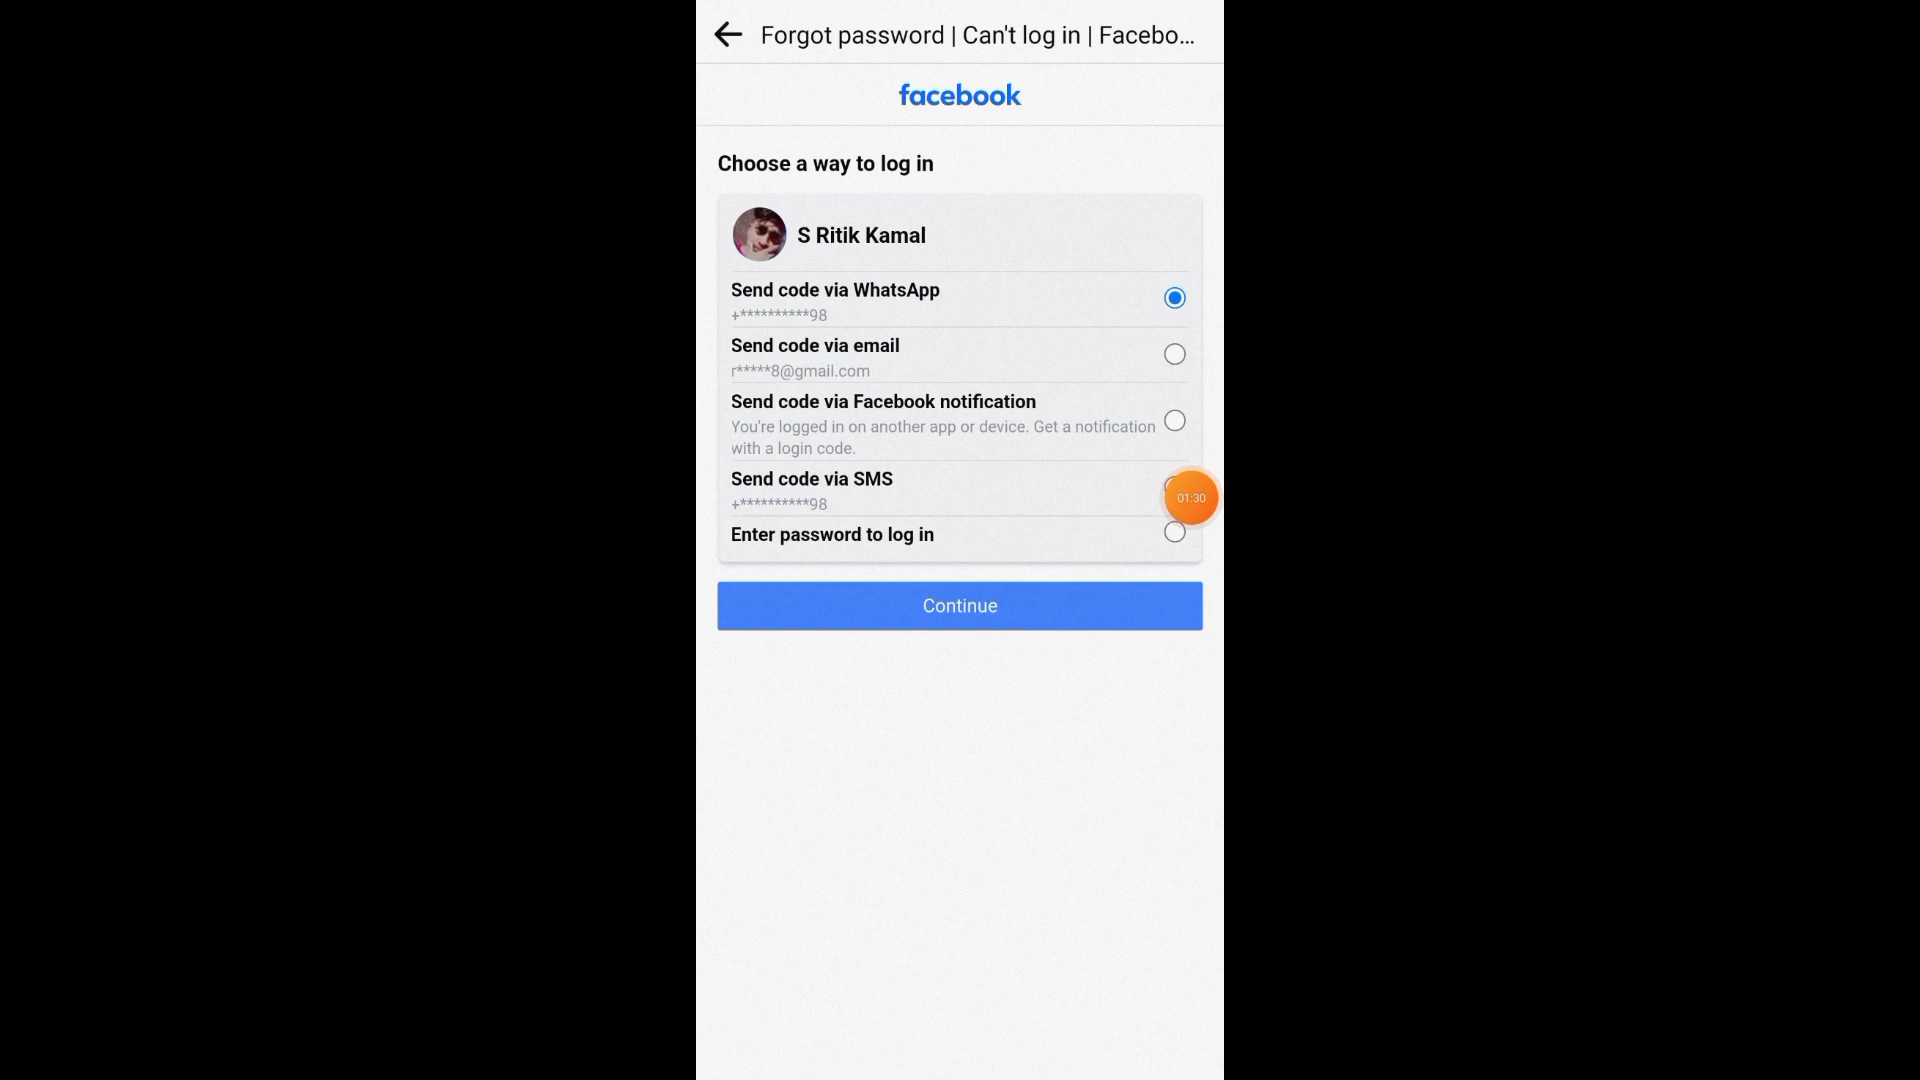 Forgot password | Can't log in | Facebo...
facebook
Choose a way to log in
S Ritik Kamal
Send code via WhatsApp
+**********98
Send code via email
r*****8@gmail.com
Send code via Facebook notification
You're logged in on another app or device. Get a notification
with a login code.
Send code via SMS
+**********98
01:30
Enter password to log in
Continue